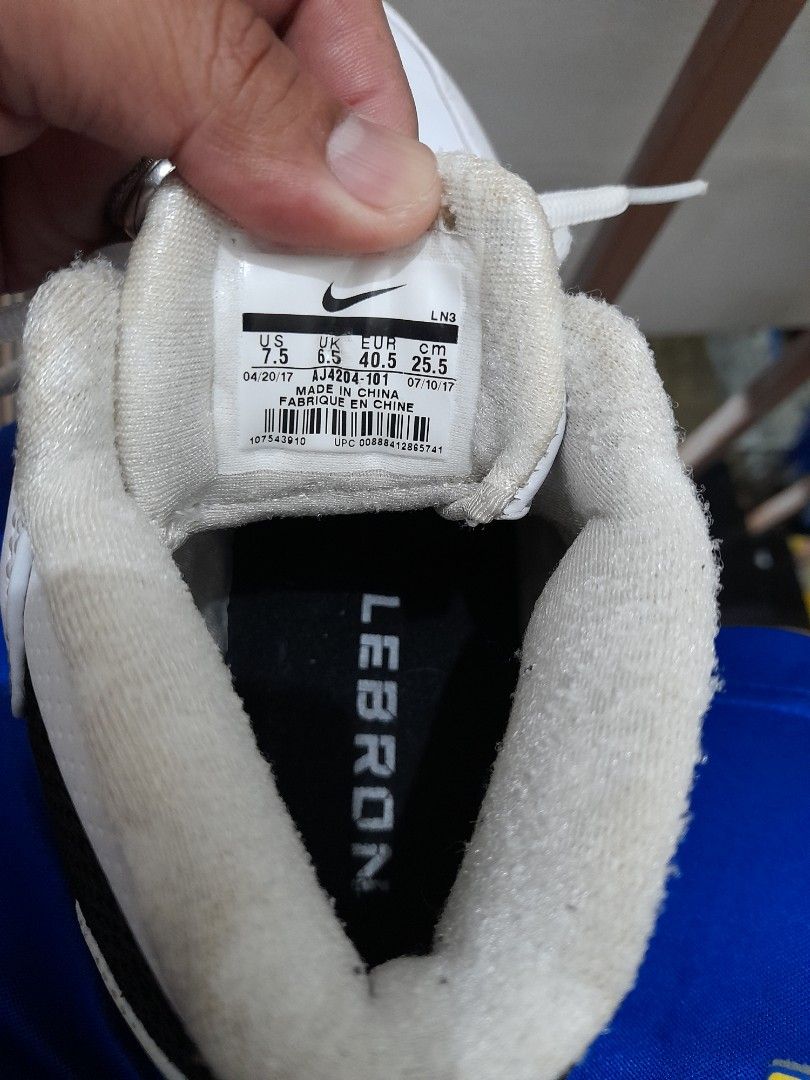 LN3
US UK EUR cm
7.5 6.5 40.5 25.5
04/20/17 AJ4204-101 07/10/17
MADE IN CHINA
FABRIQUE EN CHINE
107543910 UPC 00888412865741
LEBRON